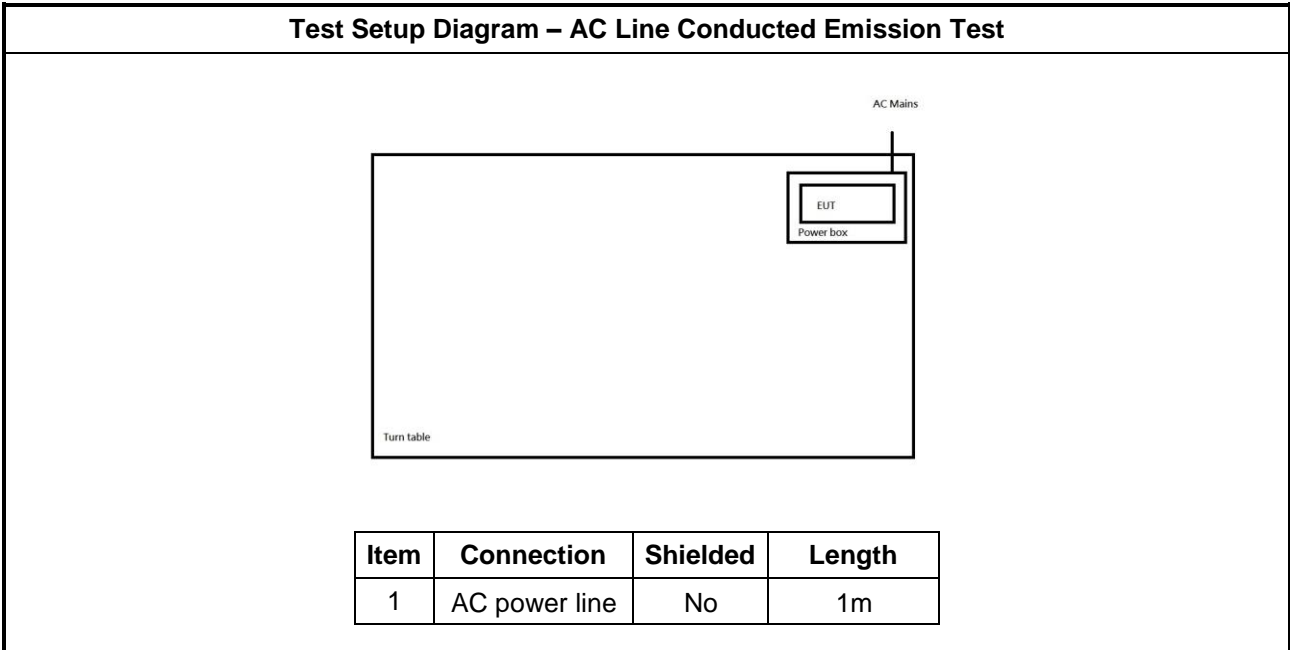 Test Setup Diagram – AC Line Conducted Emission Test
AC Mains
EUT
Power box
Turn table
Item Connection Shielded Length
1 AC power line No 1m